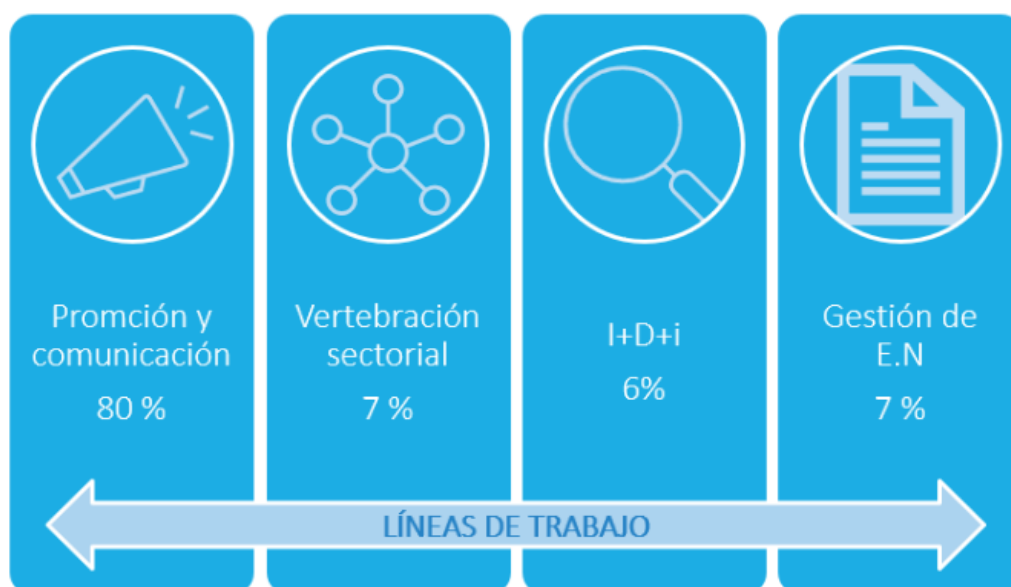 Promción y
comunicación
80 %
Vertebración
sectorial
7 %
I+D+i
6%
Gestión de
E.N
7 %
LÍNEAS DE TRABAJO